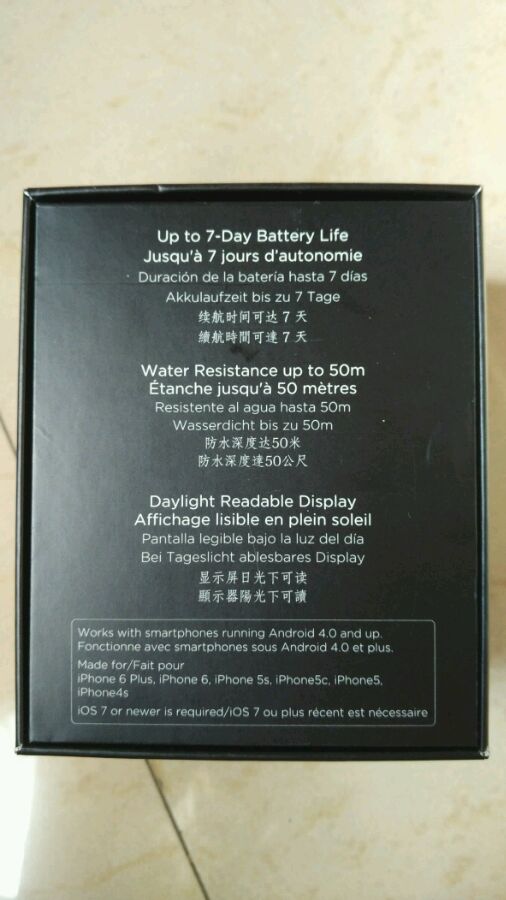 Up to 7-Day Battery Life
Jusqu'à 7 jours d'autonomie
Duración de la batería hasta 7 días
Akkulaufzeit bis zu 7 Tage
续航时间可达 7 天
續航時間可達 7 天
Water Resistance up to 50m
Étanche jusqu'à 50 mètres
Resistente al agua hasta 50m
Wasserdicht bis zu 50m
防水深度达50米
防水深度達50公尺
Daylight Readable Display
Affichage lisible en plein soleil
Pantalla legible bajo la luz del día
Bei Tageslicht ablesbares Display
显示屏日光下可读
顯示器陽光下可讀
Works with smartphones running Android 4.0 and up.
Fonctionne avec smartphones sous Android 4.0 et plus.
Made for/Fait pour
iPhone 6 Plus, iPhone 6, iPhone 5s, iPhone5c, iPhone5,
iPhone4s
iOS 7 or newer is required/iOS 7 ou plus récent est nécessaire